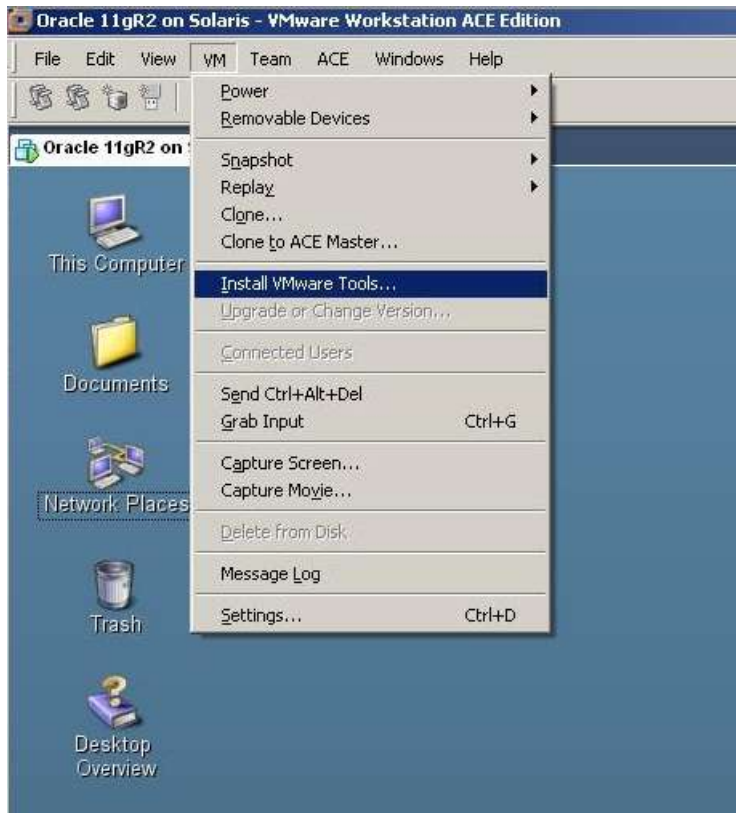 Oracle 11gR2 on Solaris - VMware Workstation ACE Edition
File Edit View VM Team ACE Windows Help
Oracle 11gR2 on
Power
Removable Devices
Snapshot
Replay
Clone...
Clone to ACE Master...
Install VMware Tools...
Upgrade or Change Version...
Connected Users
Send Ctrl+Alt+Del
Grab Input Ctrl+G
Capture Screen...
Capture Movie...
Delete from Disk
Message Log
Settings... Ctrl+D
This Computer
Documents
Network Places
Trash
Desktop
Overview